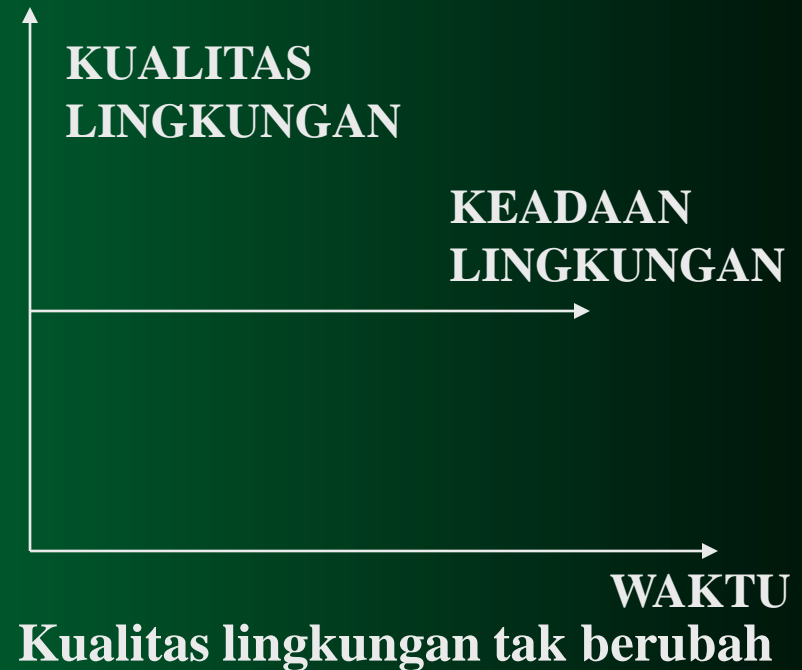 KUALITAS
LINGKUNGAN
KEADAAN
LINGKUNGAN
WAKTU
Kualitas lingkungan tak berubah